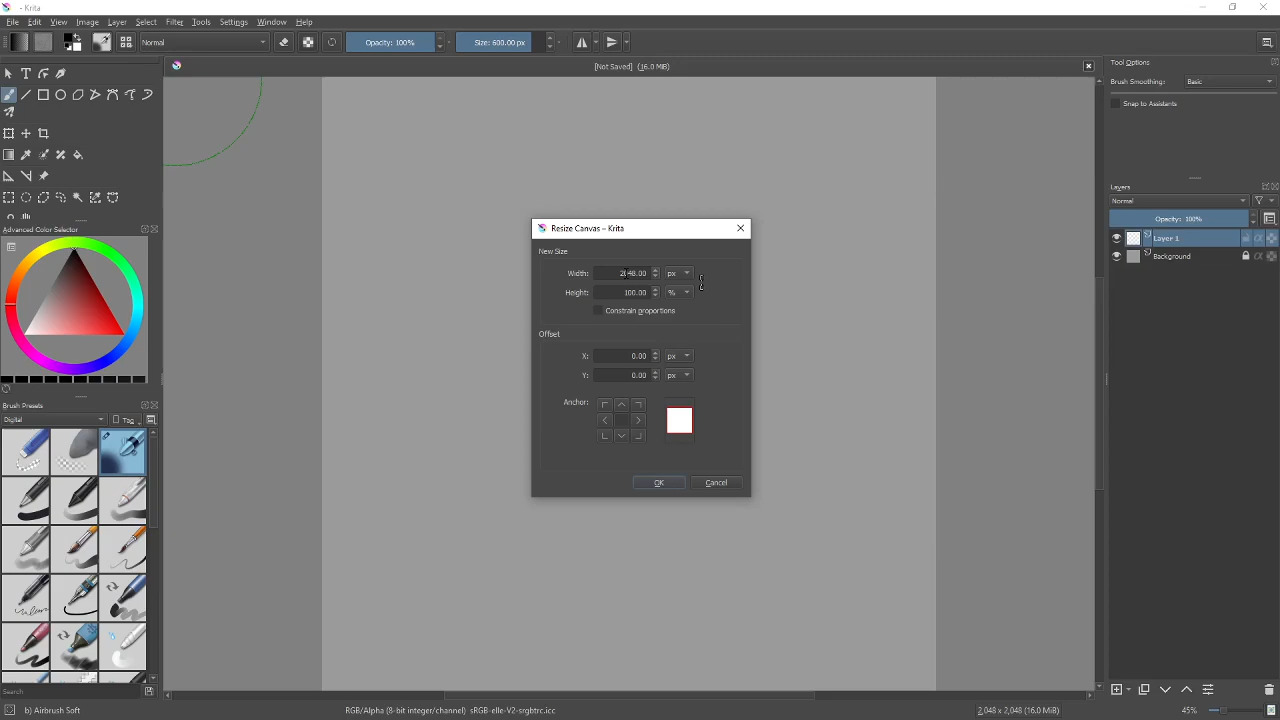 - Krita
File Edit View Image Layer Select Filter Tools Settings Window Help
Normal Opacity: 100% Size: 600.00 px
[Not Saved] (16.0 MiB)
Tool Options
Brush Smoothing: Basic
Snap to Assistants
Layers
Normal
Opacity: 100%
Layer 1
Background
Advanced Color Selector
Brush Presets
Digital Tag
Search
Resize Canvas – Krita
New Size
Width: 2048.00 px
Height: 100.00 %
Constrain proportions
Offset
X: 0.00 px
Y: 0.00 px
Anchor:
OK Cancel
b) Airbrush Soft RGB/Alpha (8-bit integer/channel) sRGB-elle-V2-srgbtrc.icc 2,048 x 2,048 (16.0 MiB) 45%